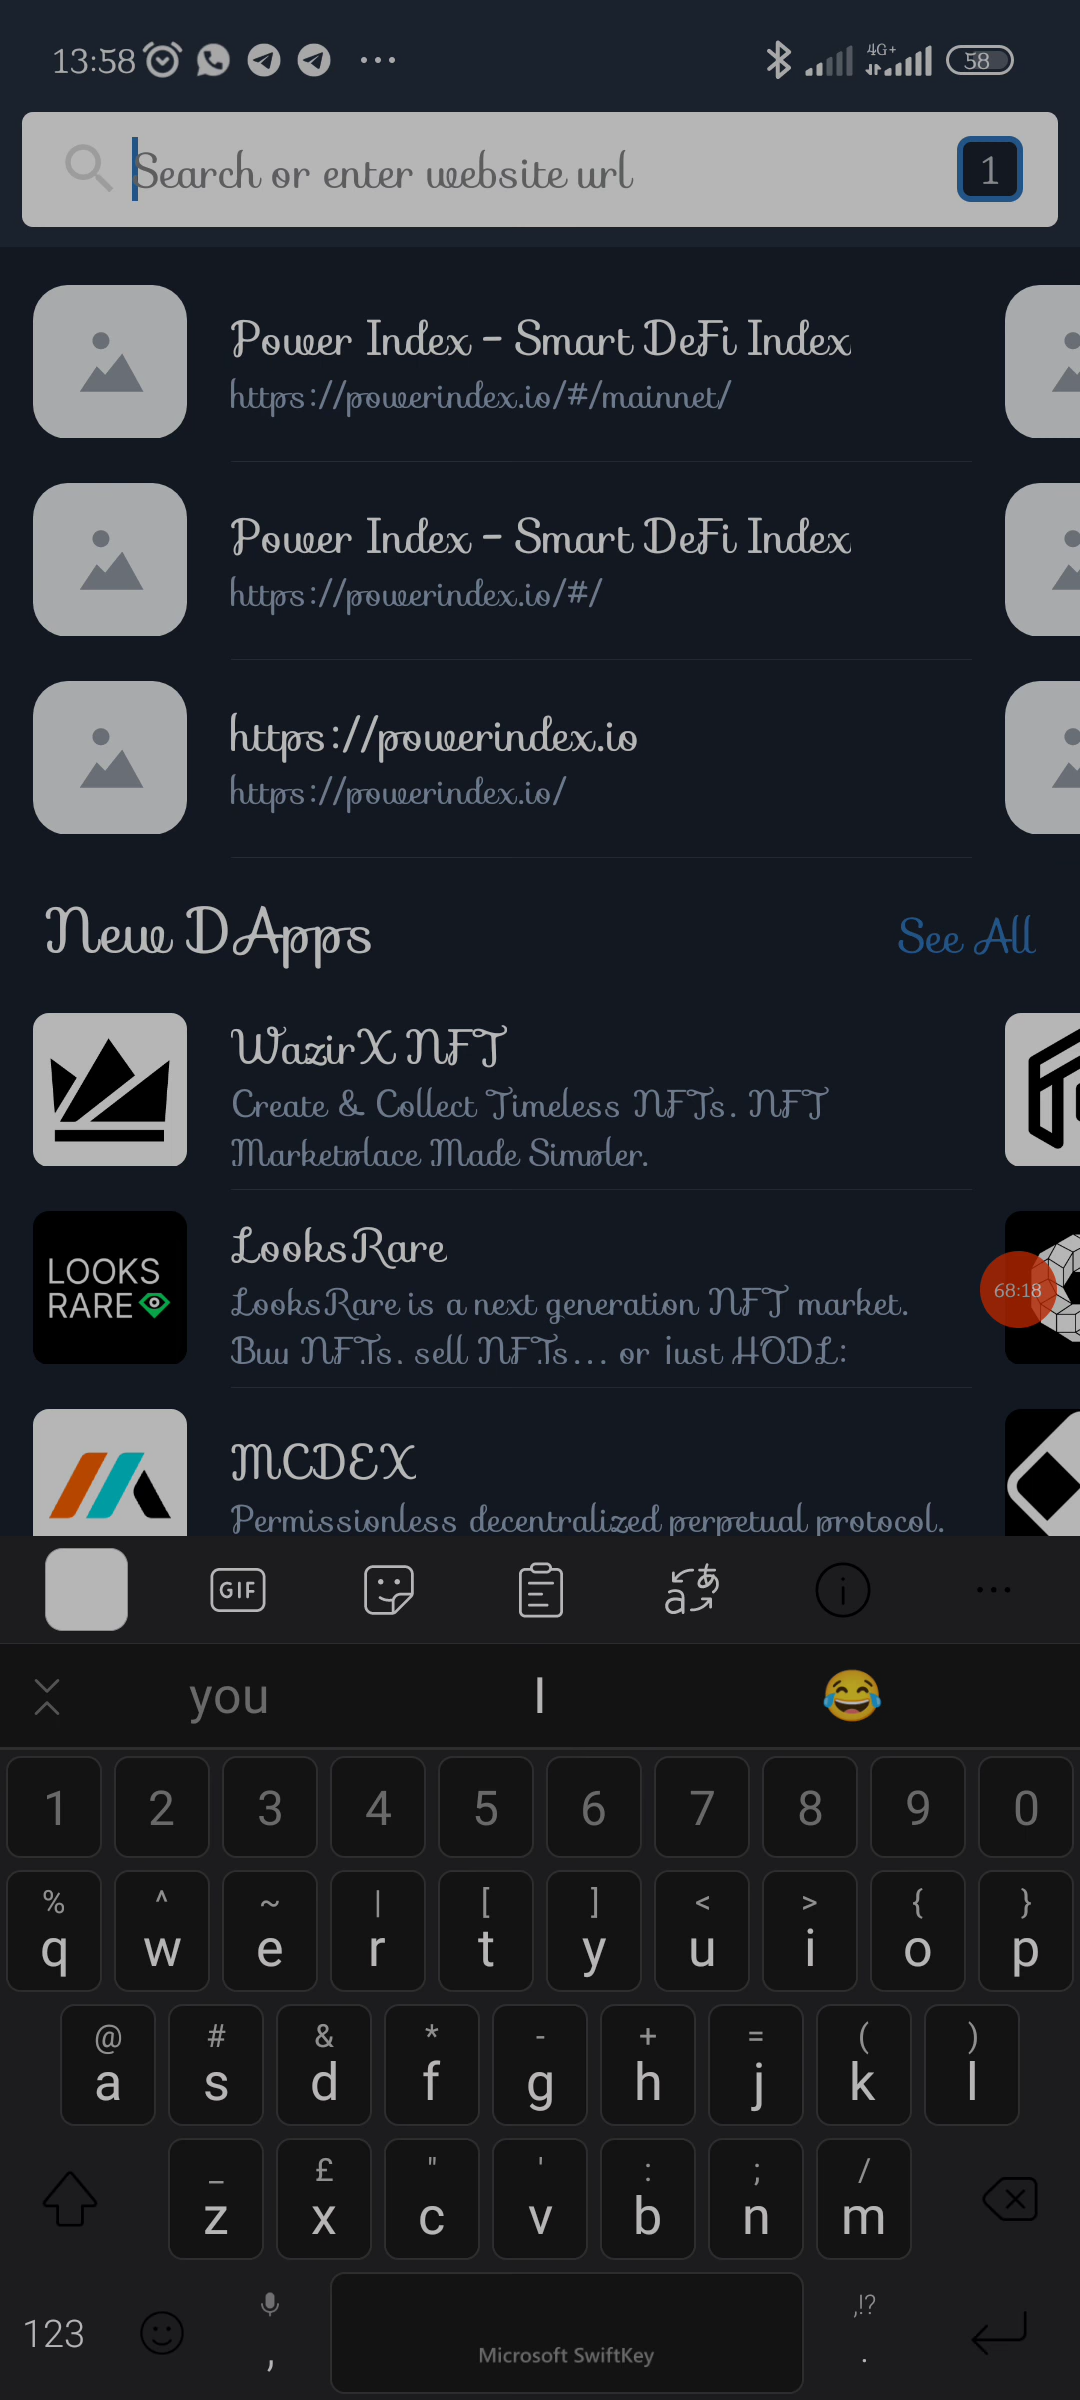 13:58 ... 4G+ 58
Search or enter website url 1
Power Index - Smart DeFi Index
https://powerindex.io/#/mainnet/
Power Index - Smart DeFi Index
https://powerindex.io/#/
https://powerindex.io
https://powerindex.io/
New DApps See All
WazirX NFT
Create & Collect Timeless NFTs. NFT
Marketplace Made Simpler.
LOOKS
RARE
LooksRare
LooksRare is a next generation NFT market.
Buy NFTs, sell NFTs... or just HODL:
68:18
MCDEX
Permissionless decentralized perpetual protocol.
GIF
you I 😂
1 2 3 4 5 6 7 8 9 0
% ^ ~ | [ ] < > { }
q w e r t y u i o p
@ # & * - + = ( )
a s d f g h j k l
_ £ " ' : ; /
z x c v b n m
123 , Microsoft SwiftKey ,!? .